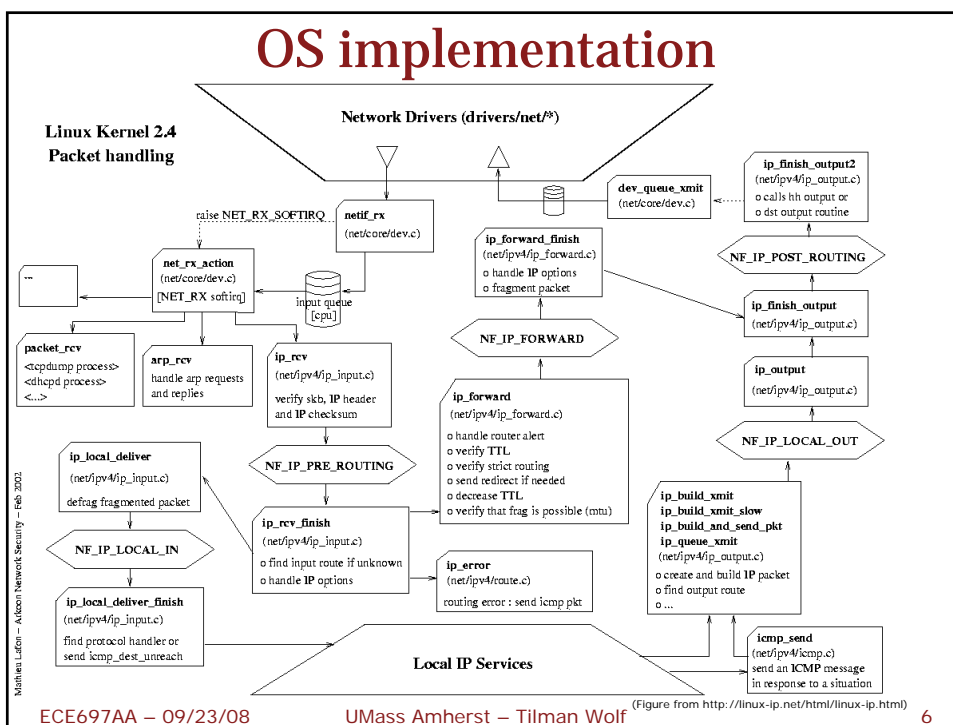 OS implementation
Network Drivers (drivers/net/*)
Linux Kernel 2.4
Packet handling
raise NET_RX_SOFTIRQ
netif_rx
(net/core/dev.c)
dev_queue_xmit
(net/core/dev.c)
ip_finish_output2
(net/ipv4/ip_output.c)
o calls hh output or
o dst output routine
NF_IP_POST_ROUTING
ip_forward_finish
(net/ipv4/ip_forward.c)
o handle IP options
o fragment packet
...
net_rx_action
(net/core/dev.c)
[NET_RX softirq]
input queue
[cpu]
ip_finish_output
(net/ipv4/ip_output.c)
NF_IP_FORWARD
packet_rcv
<tcpdump process>
<dhcpd process>
<...>
arp_rcv
handle arp requests
and replies
ip_rcv
(net/ipv4/ip_input.c)
verify skb, IP header
and IP checksum
ip_output
(net/ipv4/ip_output.c)
ip_forward
(net/ipv4/ip_forward.c)
o handle router alert
o verify TTL
o verify strict routing
o send redirect if needed
o decrease TTL
o verify that frag is possible (mtu)
NF_IP_LOCAL_OUT
ip_local_deliver
(net/ipv4/ip_input.c)
defrag fragmented packet
NF_IP_PRE_ROUTING
ip_build_xmit
ip_build_xmit_slow
ip_build_and_send_pkt
ip_queue_xmit
(net/ipv4/ip_output.c)
o create and build IP packet
o find output route
o ...
ip_rcv_finish
(net/ipv4/ip_input.c)
o find input route if unknown
o handle IP options
NF_IP_LOCAL_IN
ip_error
(net/ipv4/route.c)
routing error : send icmp pkt
ip_local_deliver_finish
(net/ipv4/ip_input.c)
find protocol handler or
send icmp_dest_unreach
Local IP Services
icmp_send
(net/ipv4/icmp.c)
send an ICMP message
in response to a situation
Mathieu Lafon – Arkoon Network Security – Feb 2002
(Figure from http://linux-ip.net/html/linux-ip.html)
ECE697AA – 09/23/08
UMass Amherst – Tilman Wolf
6